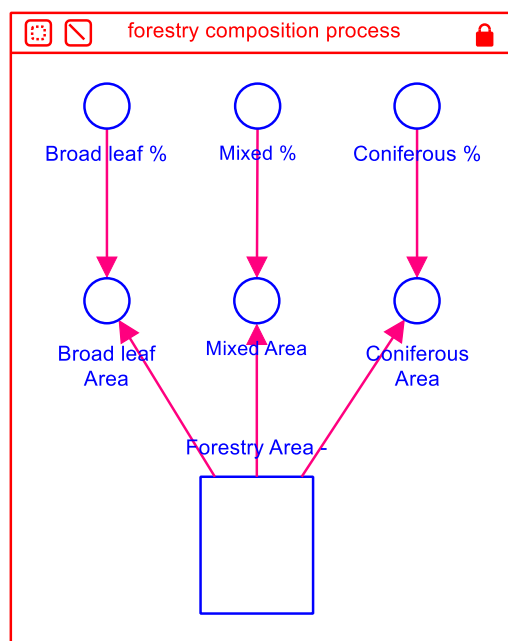 forestry composition process
Broad leaf %
Mixed %
Coniferous %
Broad leaf
Area
Mixed Area
Coniferous
Area
Forestry Area -